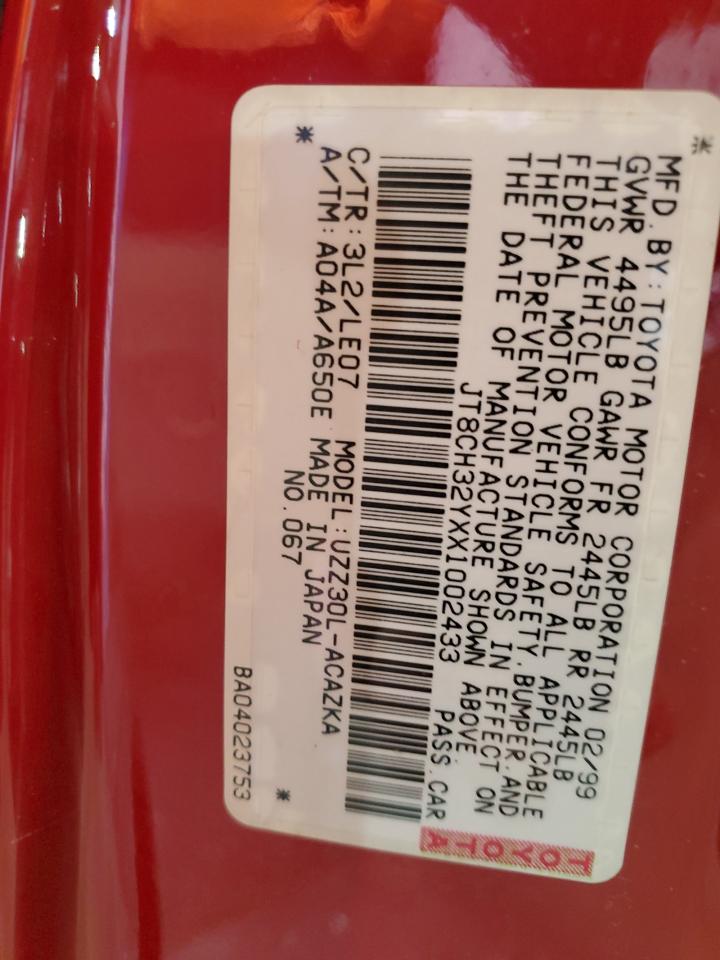 MFD.BY:TOYOTA MOTOR CORPORATION 02/99
GVWR 4495LB GAWR FR 2445LB RR 2445LB
THIS VEHICLE CONFORMS TO ALL APPLICABLE
FEDERAL MOTOR VEHICLE SAFETY,BUMPER,AND
THEFT PREVENTION STANDARDS IN EFFECT ON
THE DATE OF MANUFACTURE SHOWN ABOVE.
JT8CH32YXX1002433 PASS.CAR
C/TR:3L2/LE07 MODEL:UZZ30L-ACAZKA
A/TM:A04A/A650E MADE IN JAPAN
NO.067
BA04023753
TOYOTA